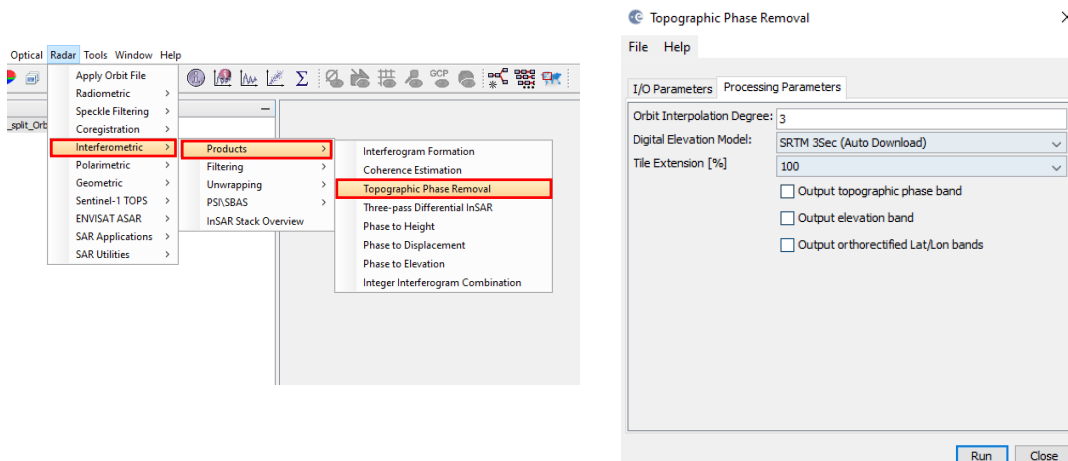 Optical Radar Tools Window Help
Apply Orbit File
Radiometric
Speckle Filtering
Coregistration
Interferometric
Polarimetric
Geometric
Sentinel-1 TOPS
ENVISAT ASAR
SAR Applications
SAR Utilities
_split_Orb
GCP
Products
Filtering
Unwrapping
PSI\SBAS
InSAR Stack Overview
Interferogram Formation
Coherence Estimation
Topographic Phase Removal
Three-pass Differential InSAR
Phase to Height
Phase to Displacement
Phase to Elevation
Integer Interferogram Combination
Topographic Phase Removal
File Help
I/O Parameters Processing Parameters
Orbit Interpolation Degree: 3
Digital Elevation Model: SRTM 3Sec (Auto Download)
Tile Extension [%] 100
Output topographic phase band
Output elevation band
Output orthorectified Lat/Lon bands
Run Close